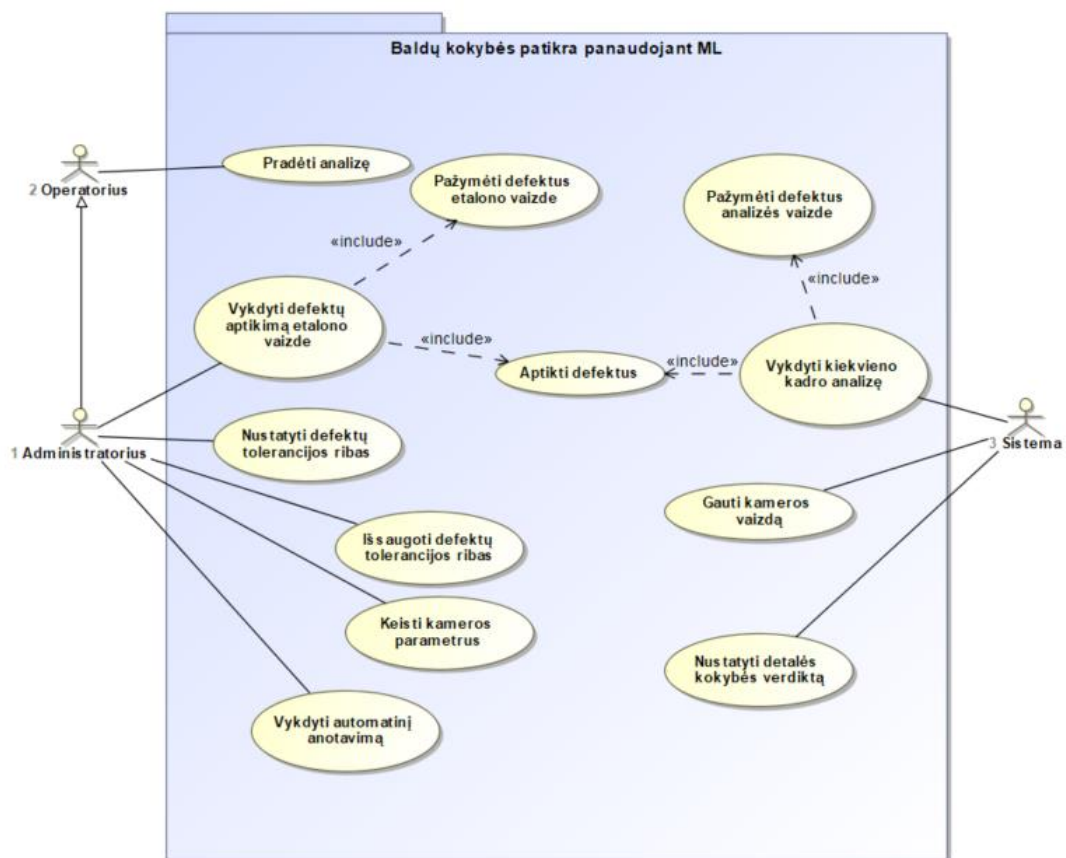 Baldų kokybės patikra panaudojant ML
Pradėti analizę
2 Operatorius
Pažymėti defektus
etalono vaizde
Pažymėti defektus
analizės vaizde
«include»
«include»
Vykdyti defektų
aptikimą etalono
vaizde
«include»
Aptikti defektus
«include»
Vykdyti kiekvieno
kadro analizę
1 Administratorius
Nustatyti defektų
tolerancijos ribas
3 Sistema
Gauti kameros
vaizdą
Išsaugoti defektų
tolerancijos ribas
Keisti kameros
parametrus
Nustatyti detalės
kokybės verdiktą
Vykdyti automatinį
anotavimą